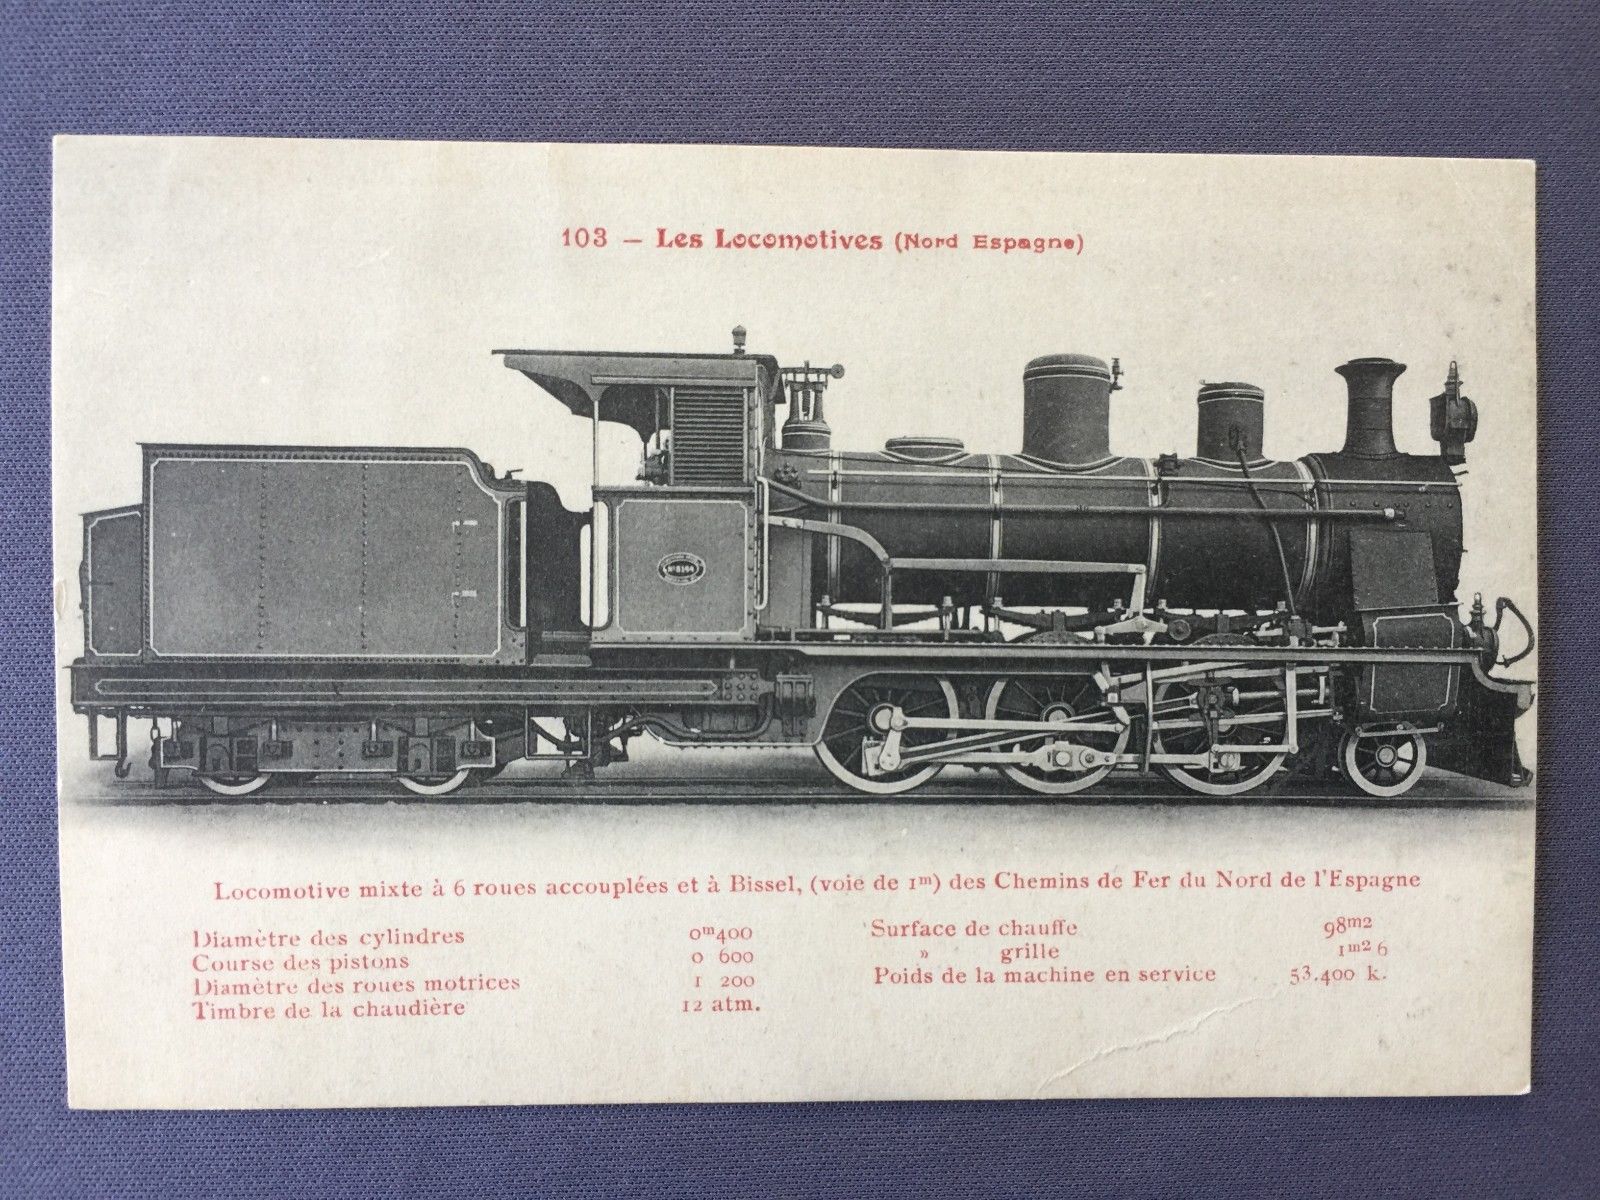 103 — Les Locomotives (Nord Espagne)
Nº 5144
Locomotive mixte à 6 roues accouplées et à Bissel, (voie de 1m) des Chemins de Fer du Nord de l'Espagne
Diamètre des cylindres 0m400
Course des pistons 0 600
Diamètre des roues motrices 1 200
Timbre de la chaudière 12 atm.
Surface de chauffe 98m2
» grille 1m2 6
Poids de la machine en service 53.400 k.